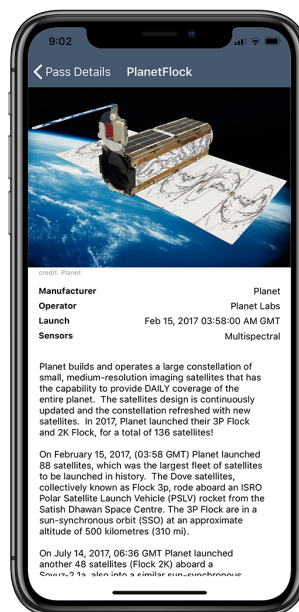 9:02
Pass Details PlanetFlock
credit: Planet
Manufacturer Planet
Operator Planet Labs
Launch Feb 15, 2017 03:58:00 AM GMT
Sensors Multispectral
Planet builds and operates a large constellation of
small, medium-resolution imaging satellites that has
the capability to provide DAILY coverage of the
entire planet. The satellites design is continuously
updated and the constellation refreshed with new
satellites. In 2017, Planet launched their 3P Flock
and 2K Flock, for a total of 136 satellites!
On February 15, 2017, (03:58 GMT) Planet launched
88 satellites, which was the largest fleet of satellites
to be launched in history. The Dove satellites,
collectively known as Flock 3p, rode aboard an ISRO
Polar Satellite Launch Vehicle (PSLV) rocket from the
Satish Dhawan Space Centre. The 3P Flock are in a
sun-synchronous orbit (SSO) at an approximate
altitude of 500 kilometres (310 mi).
On July 14, 2017, 06:36 GMT Planet launched
another 48 satellites (Flock 2K) aboard a
Soyuz-2.1a, also into a similar sun-synchronous